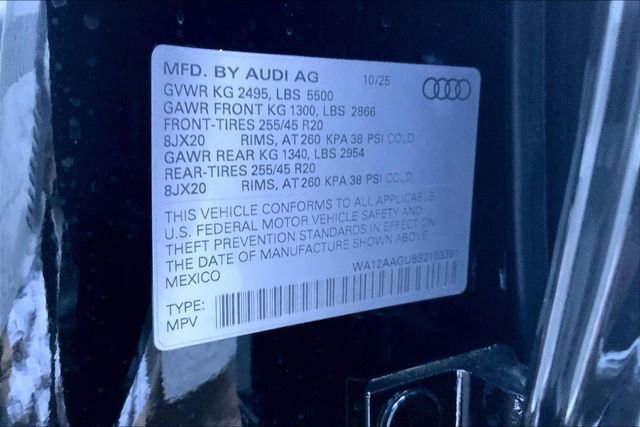 MFD. BY AUDI AG 10/25
GVWR KG 2495, LBS 5500
GAWR FRONT KG 1300, LBS 2866
FRONT-TIRES 255/45 R20
8JX20 RIMS, AT 260 KPA 38 PSI COLD
GAWR REAR KG 1340, LBS 2954
REAR-TIRES 255/45 R20
8JX20 RIMS, AT 260 KPA 38 PSI COLD
THIS VEHICLE CONFORMS TO ALL APPLICABLE
U.S. FEDERAL MOTOR VEHICLE SAFETY AND
THEFT PREVENTION STANDARDS IN EFFECT ON
THE DATE OF MANUFACTURE SHOWN ABOVE
MEXICO WA12AAGU8S2103351
TYPE:
MPV